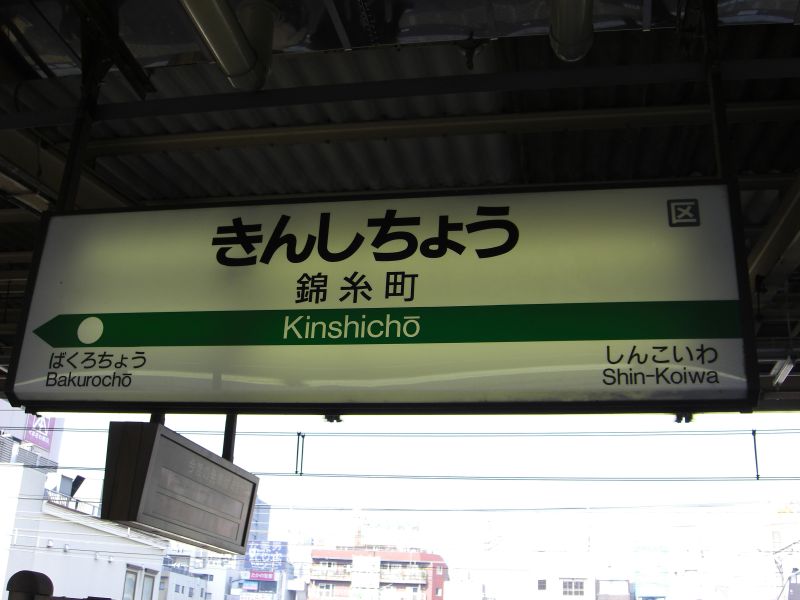 きんしちょう
区
錦糸町
Kinshichō
ばくろちょう
Bakurochō
しんこいわ
Shin-Koiwa